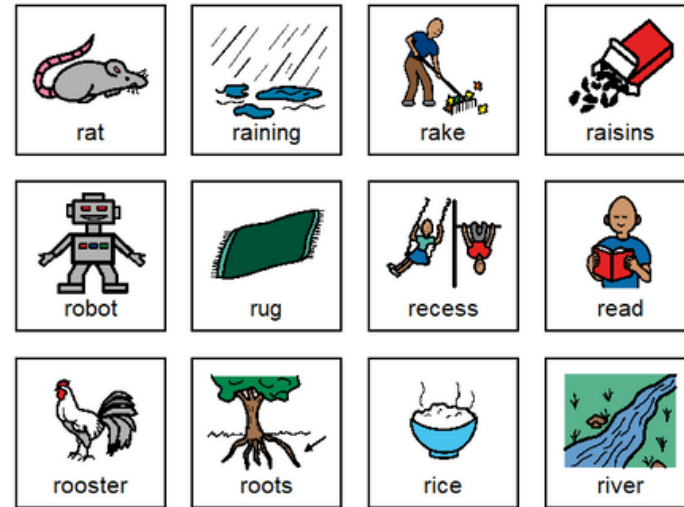 rat
raining
rake
raisins
robot
rug
recess
read
rooster
roots
rice
river